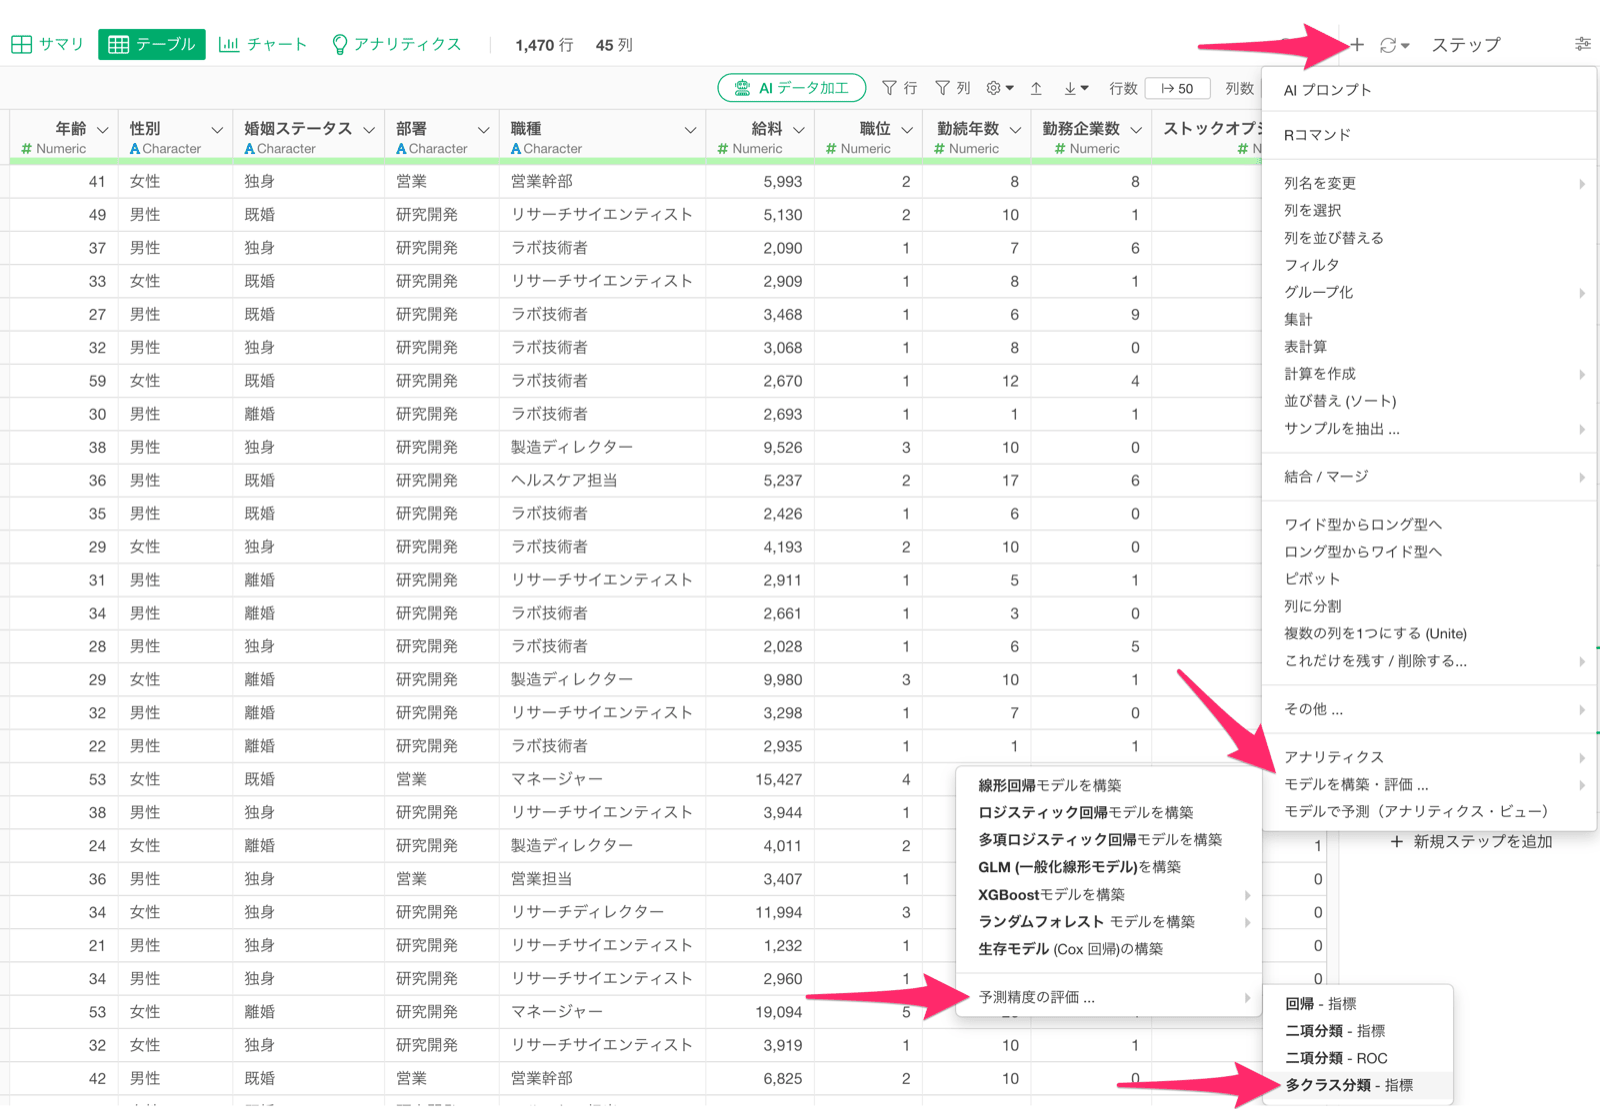 サマリ テーブル チャート アナリティクス 1,470 行 45 列 ステップ
AI データ加工 行 列 行数 50 列数
年齢 性別 婚姻ステータス 部署 職種 給料 職位 勤続年数 勤務企業数 ストックオプシ
# Numeric A Character A Character A Character A Character # Numeric # Numeric # Numeric # Numeric # N
41 女性 独身 営業 営業幹部 5,993 2 8 8
49 男性 既婚 研究開発 リサーチサイエンティスト 5,130 2 10 1
37 男性 独身 研究開発 ラボ技術者 2,090 1 7 6
33 女性 既婚 研究開発 リサーチサイエンティスト 2,909 1 8 1
27 男性 既婚 研究開発 ラボ技術者 3,468 1 6 9
32 男性 独身 研究開発 ラボ技術者 3,068 1 8 0
59 女性 既婚 研究開発 ラボ技術者 2,670 1 12 4
30 男性 離婚 研究開発 ラボ技術者 2,693 1 1 1
38 男性 独身 研究開発 製造ディレクター 9,526 3 10 0
36 男性 既婚 研究開発 ヘルスケア担当 5,237 2 17 6
35 男性 既婚 研究開発 ラボ技術者 2,426 1 6 0
29 女性 独身 研究開発 ラボ技術者 4,193 2 10 0
31 男性 離婚 研究開発 リサーチサイエンティスト 2,911 1 5 1
34 男性 離婚 研究開発 ラボ技術者 2,661 1 3 0
28 男性 独身 研究開発 ラボ技術者 2,028 1 6 5
29 女性 離婚 研究開発 製造ディレクター 9,980 3 10 1
32 男性 離婚 研究開発 リサーチサイエンティスト 3,298 1 7 0
22 男性 離婚 研究開発 ラボ技術者 2,935 1 1 1
53 女性 既婚 営業 マネージャー 15,427 4
38 男性 独身 研究開発 リサーチサイエンティスト 3,944 1
24 女性 離婚 研究開発 製造ディレクター 4,011 2 1
36 男性 独身 営業 営業担当 3,407 1 0
34 女性 独身 研究開発 リサーチディレクター 11,994 3 0
21 男性 独身 研究開発 リサーチサイエンティスト 1,232 1 0
34 男性 独身 研究開発 リサーチサイエンティスト 2,960 1 0
53 女性 離婚 研究開発 マネージャー 19,094 5
32 女性 独身 研究開発 リサーチサイエンティスト 3,919 1 10 1
42 男性 既婚 営業 営業幹部 6,825 2 10 0
AI プロンプト
Rコマンド
列名を変更
列を選択
列を並び替える
フィルタ
グループ化
集計
表計算
計算を作成
並び替え (ソート)
サンプルを抽出 ...
結合 / マージ
ワイド型からロング型へ
ロング型からワイド型へ
ピボット
列に分割
複数の列を1つにする (Unite)
これだけを残す / 削除する...
その他 ...
アナリティクス
モデルを構築・評価 ...
モデルで予測（アナリティクス・ビュー）
+ 新規ステップを追加
線形回帰モデルを構築
ロジスティック回帰モデルを構築
多項ロジスティック回帰モデルを構築
GLM (一般化線形モデル)を構築
XGBoostモデルを構築
ランダムフォレスト モデルを構築
生存モデル (Cox 回帰)の構築
予測精度の評価 ...
回帰 - 指標
二項分類 - 指標
二項分類 - ROC
多クラス分類 - 指標